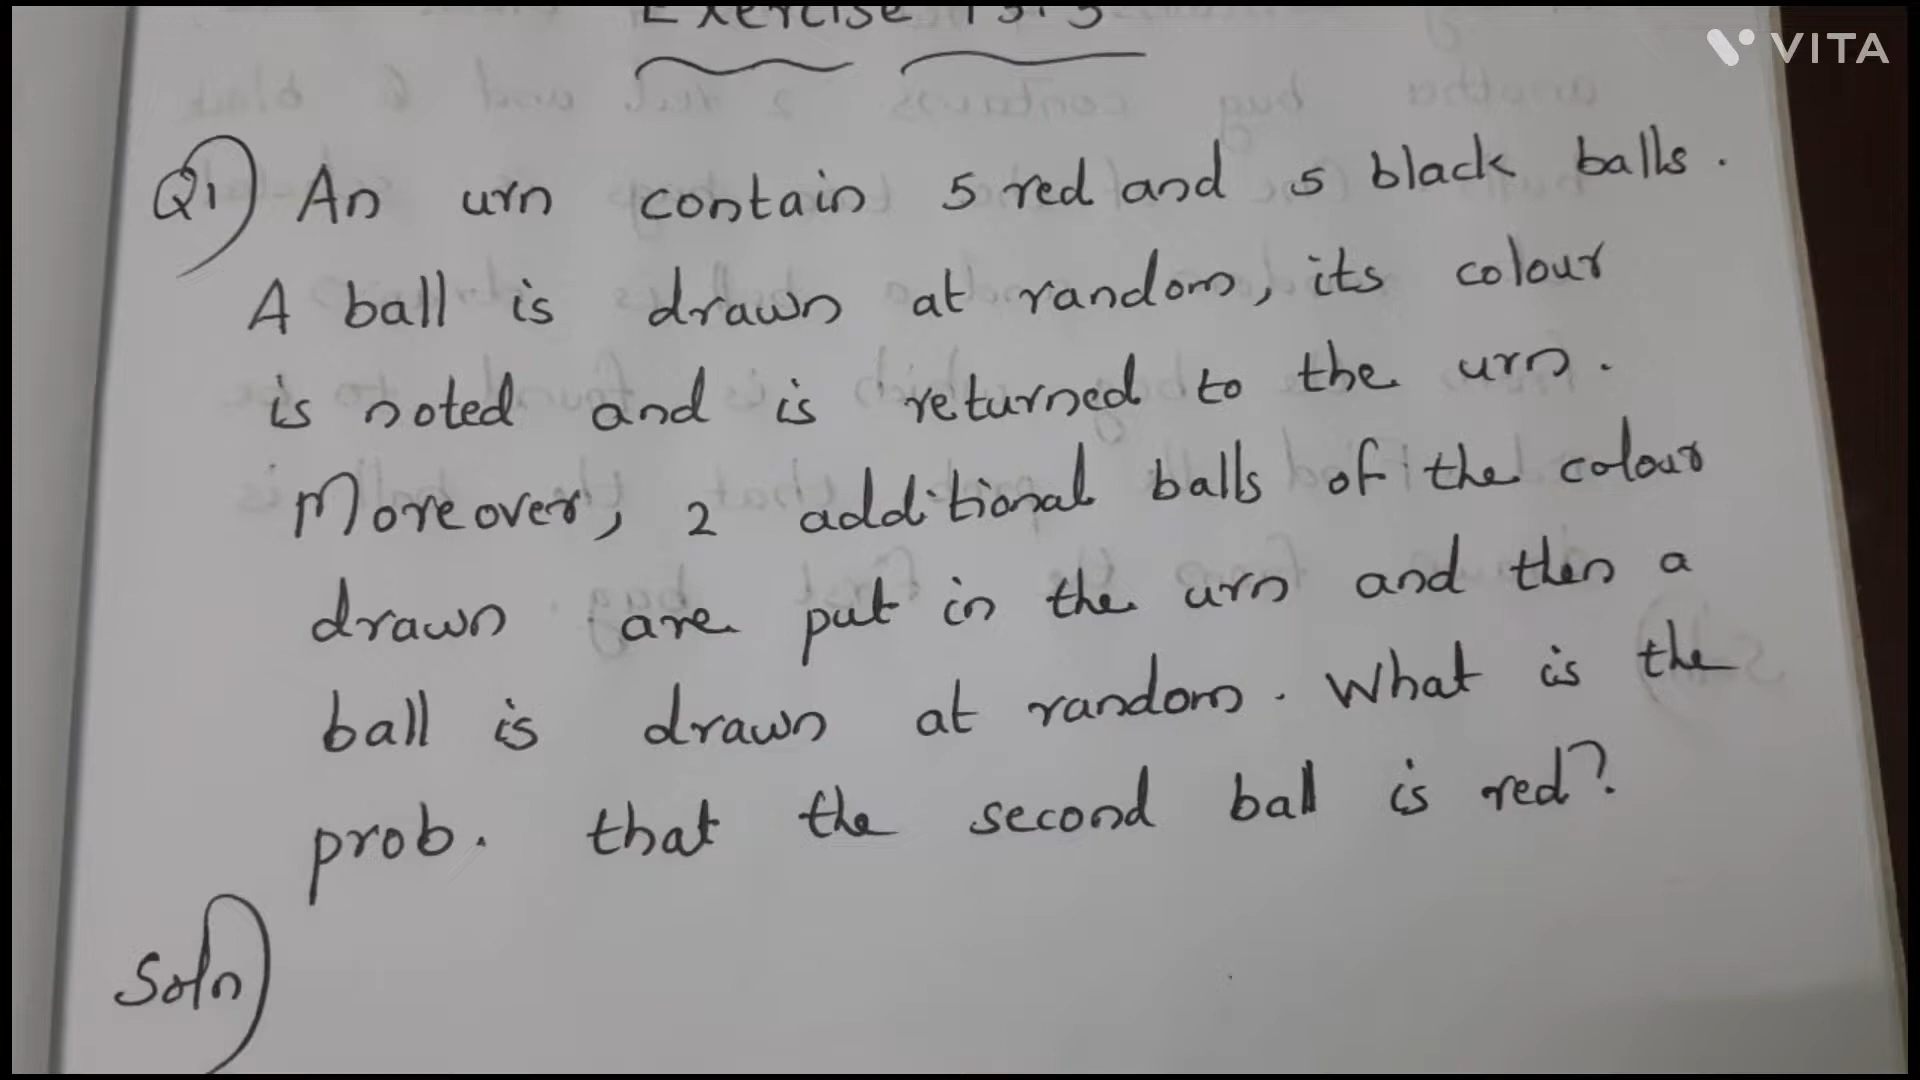 Exercise 13.3
VITA
Q1) An urn contain 5 red and 5 black balls.
A ball is drawn at random, its colour
is noted and is returned to the urn.
Moreover, 2 additional balls of the colour
drawn are put in the urn and then a
ball is drawn at random. What is the
prob. that the second ball is red?
Soln)